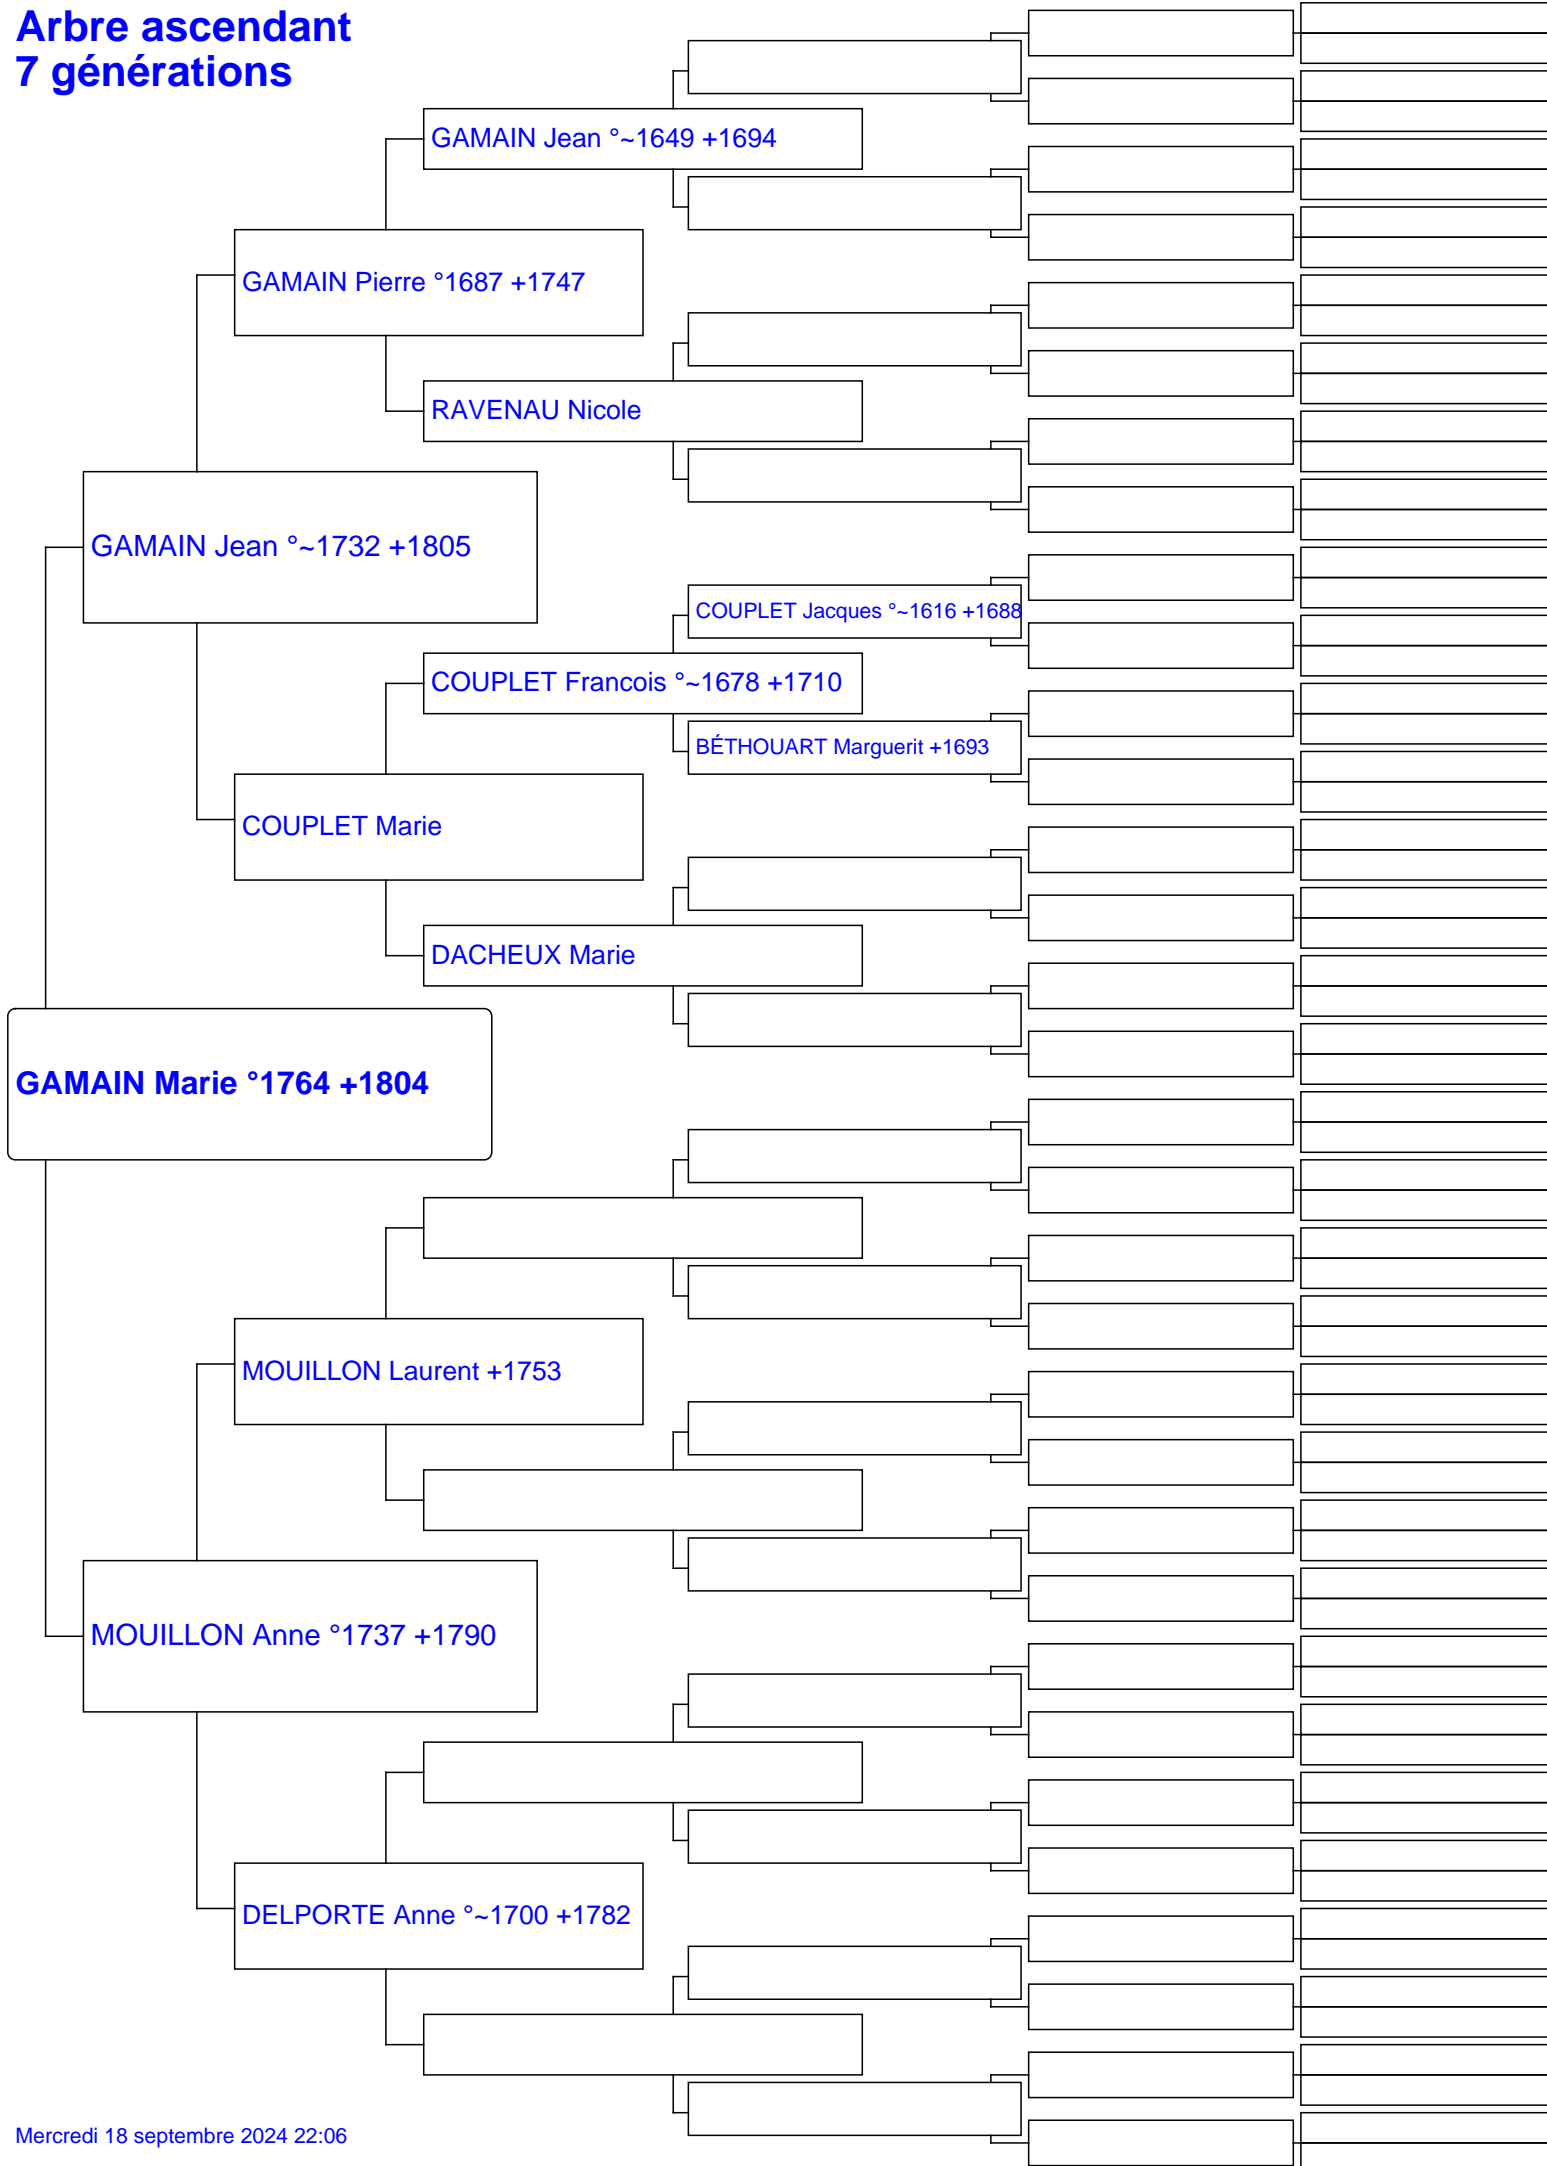 Arbre ascendant
7 générations
GAMAIN Jean °~1649 +1694
GAMAIN Pierre °1687 +1747
RAVENAU Nicole
GAMAIN Jean °~1732 +1805
COUPLET Jacques °~1616 +1688
COUPLET Francois °~1678 +1710
BÉTHOUART Marguerit +1693
COUPLET Marie
DACHEUX Marie
GAMAIN Marie °1764 +1804
MOUILLON Laurent +1753
MOUILLON Anne °1737 +1790
DELPORTE Anne °~1700 +1782
Mercredi 18 septembre 2024 22:06